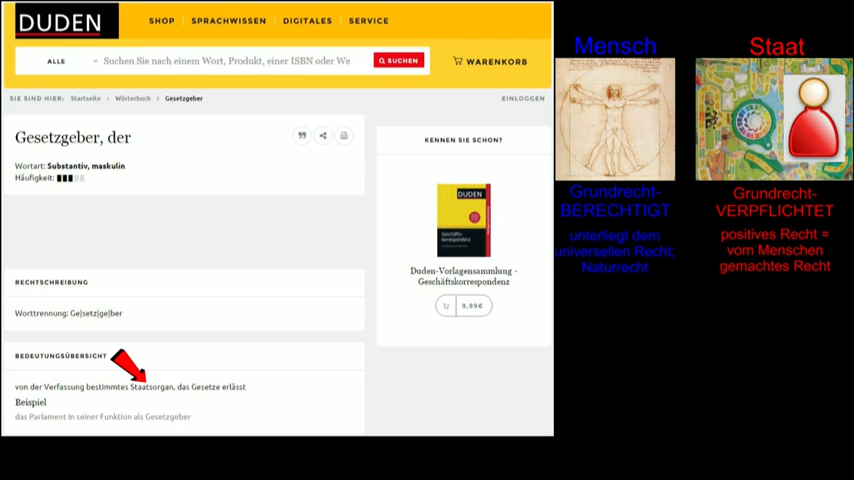 DUDEN
SHOP SPRACHWISSEN DIGITALES SERVICE
ALLE
Suchen Sie nach einem Wort, Produkt, einer ISBN oder We
SUCHEN
WARENKORB
SIE SIND HIER: Startseite › Wörterbuch › Gesetzgeber
EINLOGGEN
Gesetzgeber, der
Wortart: Substantiv, maskulin
Häufigkeit:
RECHTSCHREIBUNG
Worttrennung: Ge|setz|ge|ber
BEDEUTUNGSÜBERSICHT
von der Verfassung bestimmtes Staatsorgan, das Gesetze erlässt
Beispiel
das Parlament in seiner Funktion als Gesetzgeber
KENNEN SIE SCHON?
DUDEN
Geschäfts-
korrespondenz
Duden-Vorlagensammlung -
Geschäftskorrespondenz
9.99€
Mensch
Grundrecht-
BERECHTIGT
unterliegt dem
universellen Recht;
Naturrecht
Staat
Grundrecht-
VERPFLICHTET
positives Recht =
vom Menschen
gemachtes Recht